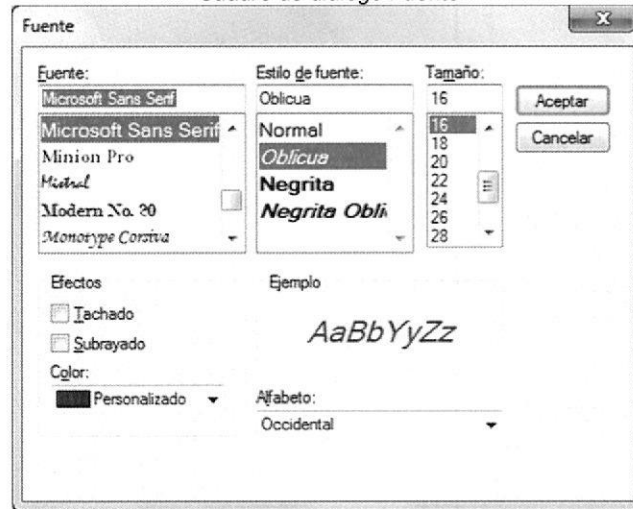 Fuente
Fuente:
Microsoft Sans Serif
Microsoft Sans Serif
Minion Pro
Mistral
Modern No. 20
Monotype Corsiva
Estilo de fuente:
Oblicua
Normal
Oblicua
Negrita
Negrita Obli
Tamaño:
16
16
18
20
22
24
26
28
Aceptar
Cancelar
Efectos
Tachado
Subrayado
Color:
Personalizado
Ejemplo
AaBbYyZz
Alfabeto:
Occidental